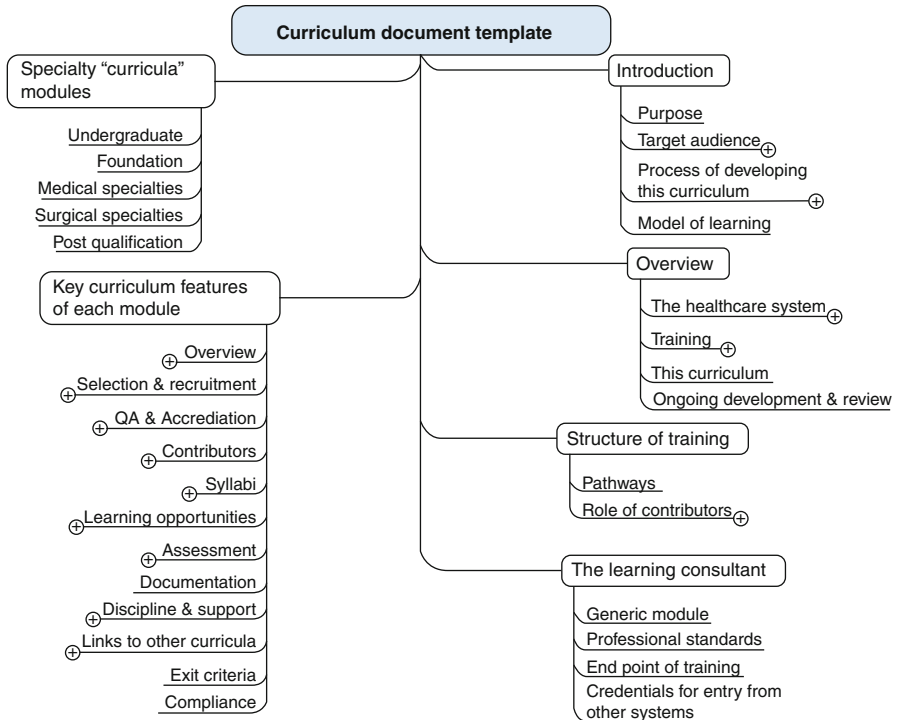 Curriculum document template
Specialty “curricula”
modules
Undergraduate
Foundation
Medical specialties
Surgical specialties
Post qualification
Key curriculum features
of each module
Overview
Selection & recruitment
QA & Accrediation
Contributors
Syllabi
Learning opportunities
Assessment
Documentation
Discipline & support
Links to other curricula
Exit criteria
Compliance
Introduction
Purpose
Target audience
Process of developing
this curriculum
Model of learning
Overview
The healthcare system
Training
This curriculum
Ongoing development & review
Structure of training
Pathways
Role of contributors
The learning consultant
Generic module
Professional standards
End point of training
Credentials for entry from
other systems